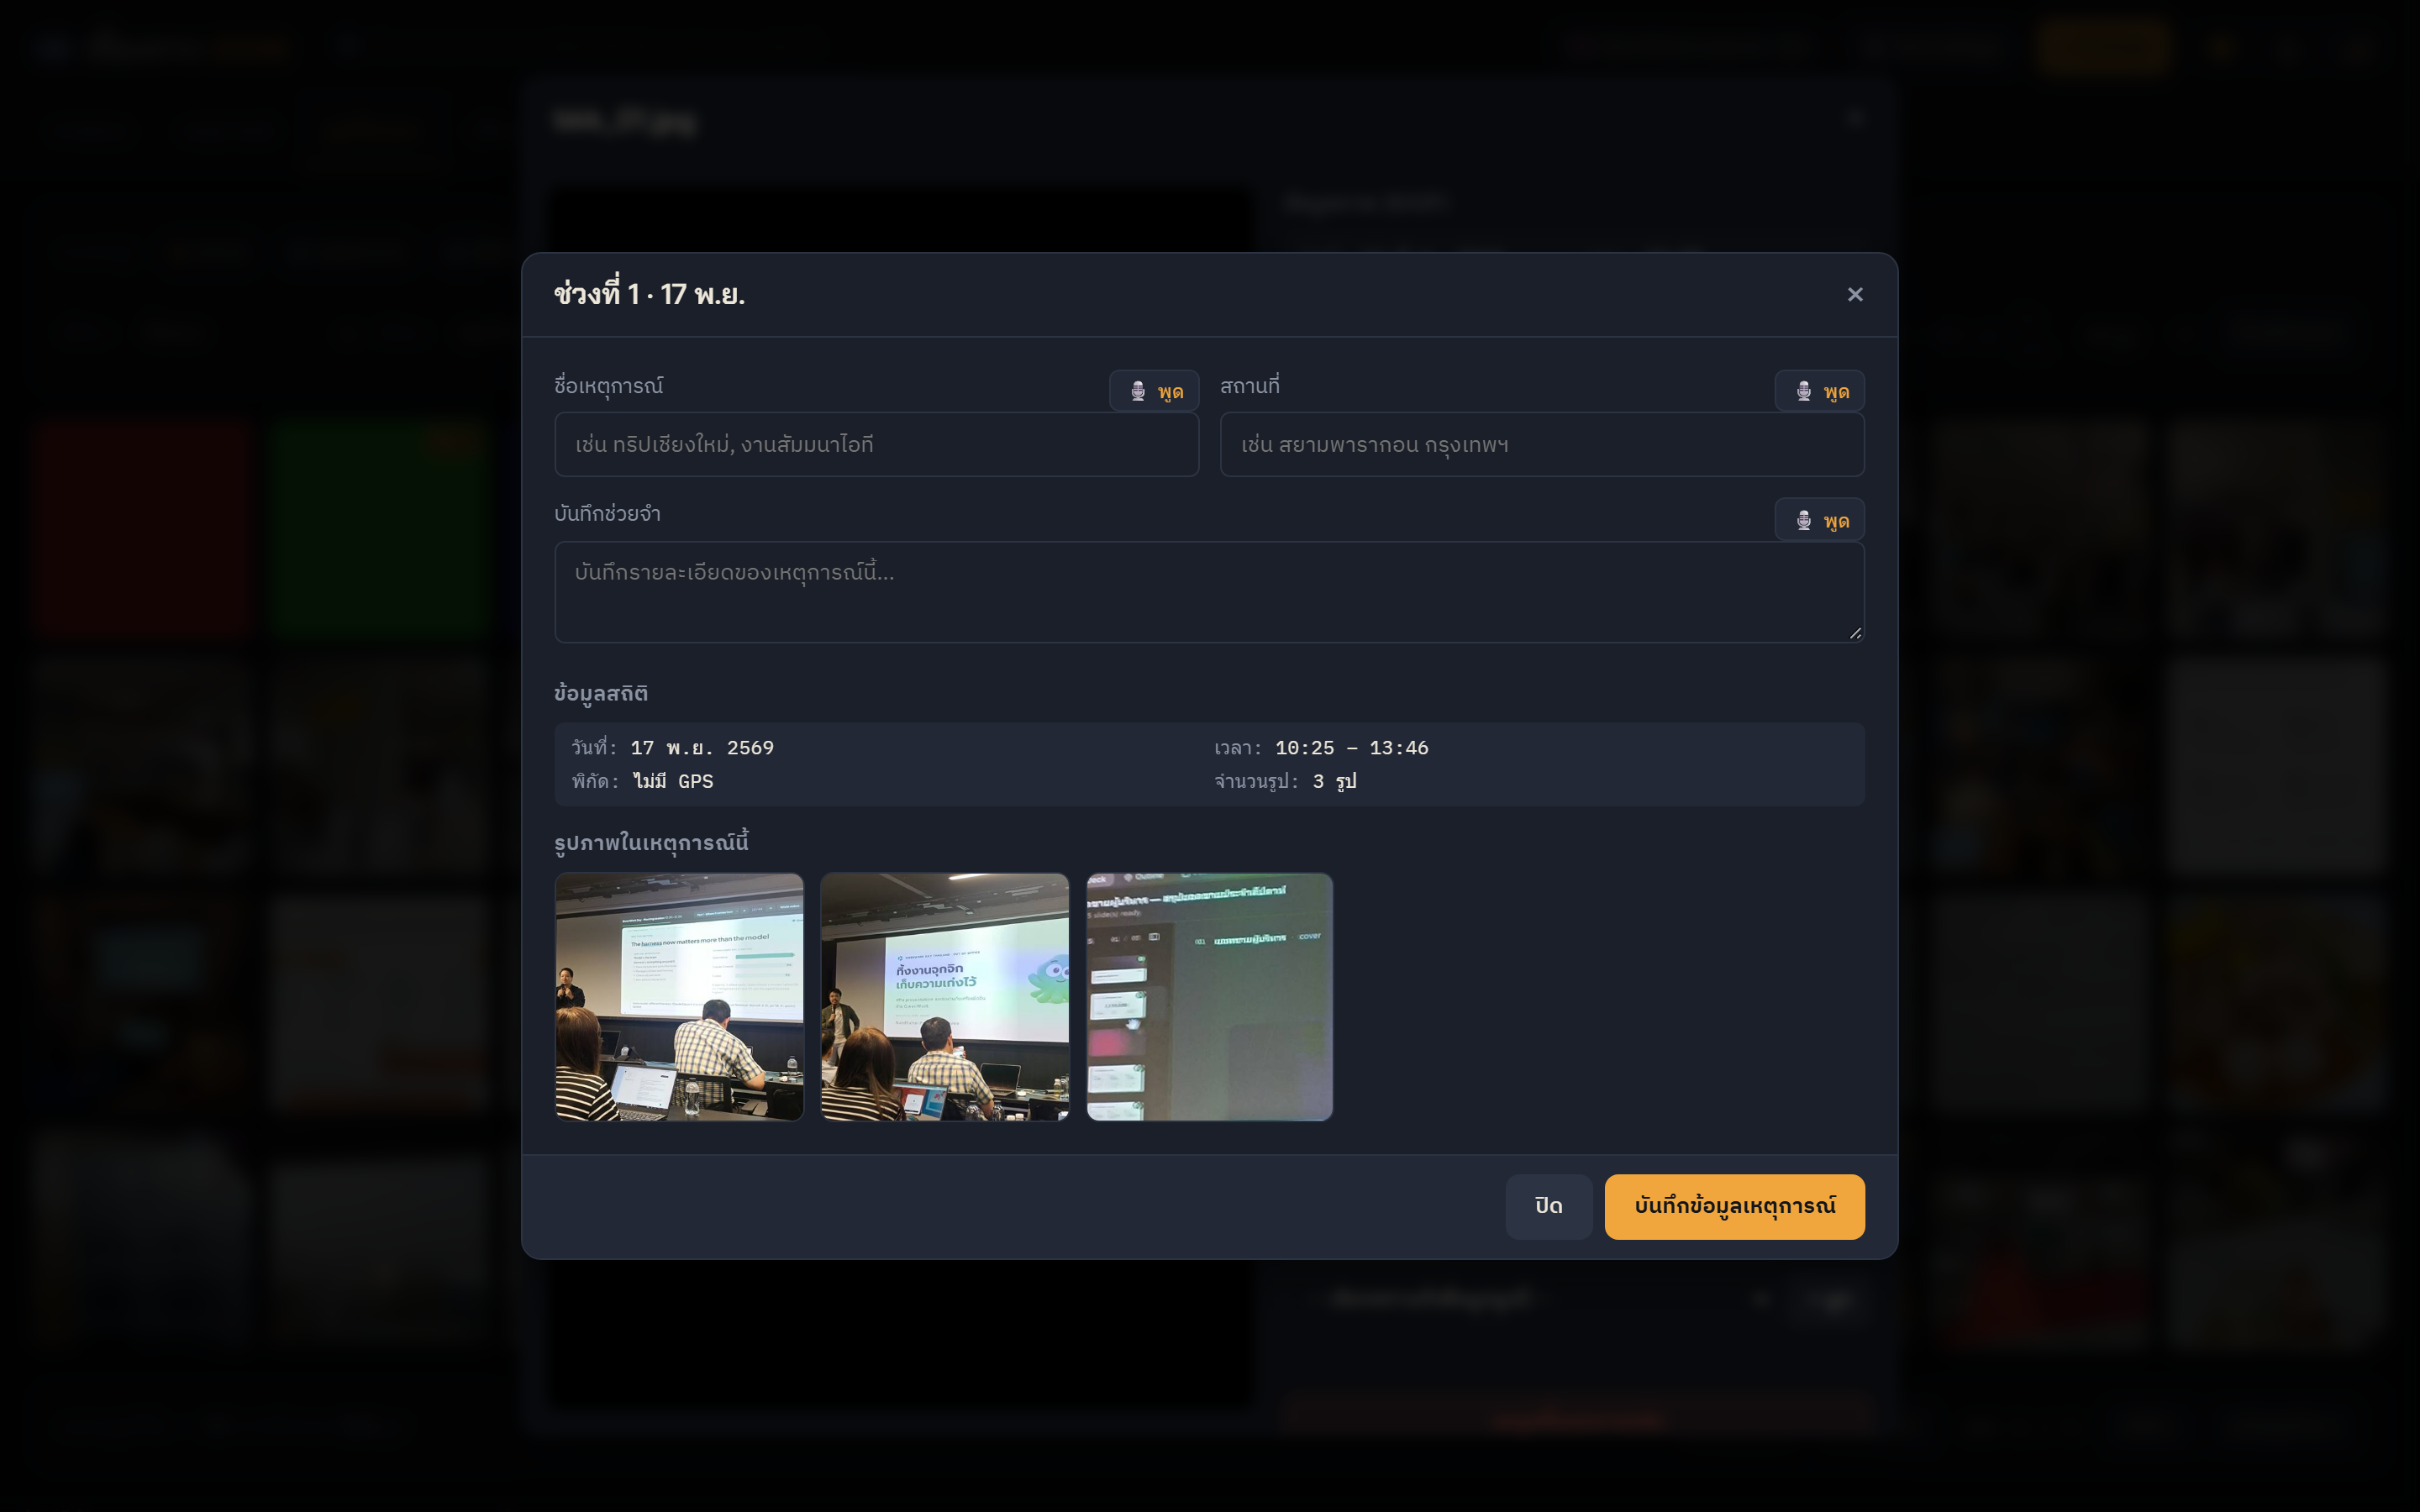 ช่วงที่ 1 · 17 พ.ย.
×
ชื่อเหตุการณ์
พูด
สถานที่
พูด
เช่น ทริปเชียงใหม่, งานสัมมนาไอที
เช่น สยามพารากอน กรุงเทพฯ
บันทึกช่วยจำ
พูด
บันทึกรายละเอียดของเหตุการณ์นี้...
ข้อมูลสถิติ
วันที่: 17 พ.ย. 2569
เวลา: 10:25 – 13:46
พิกัด: ไม่มี GPS
จำนวนรูป: 3 รูป
รูปภาพในเหตุการณ์นี้
The harness now matters more than the model
ทิ้งงานจุกจิก
เก็บความเก่งไว้
Outline
cover
ปิด
บันทึกข้อมูลเหตุการณ์